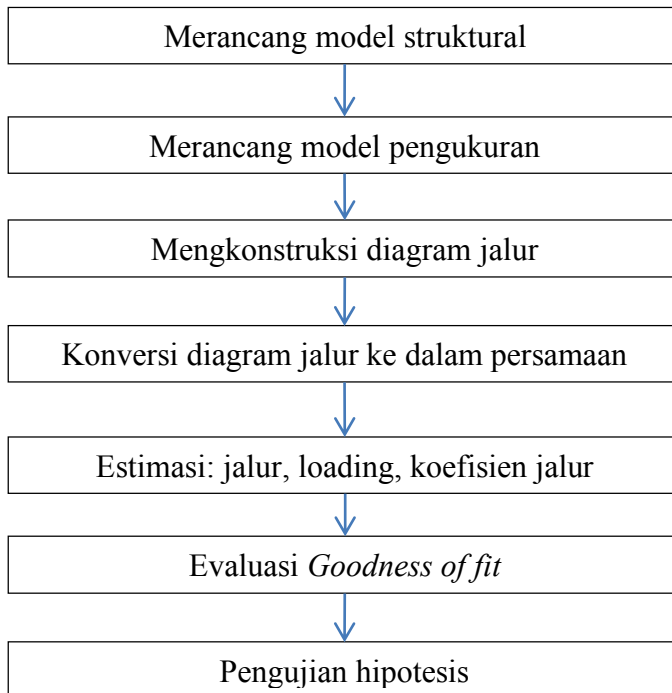 Merancang model struktural
Merancang model pengukuran
Mengkonstruksi diagram jalur
Konversi diagram jalur ke dalam persamaan
Estimasi: jalur, loading, koefisien jalur
Evaluasi Goodness of fit
Pengujian hipotesis